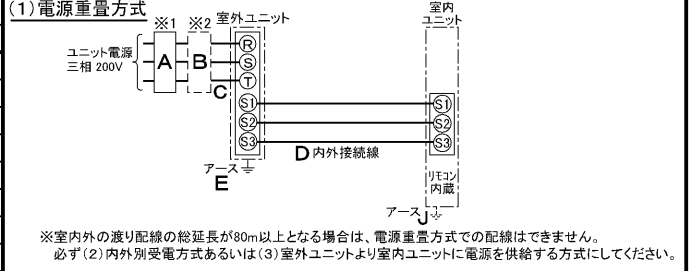 (1)電源重畳方式
※1 ※2 室外ユニット
室内
ユニット
ユニット電源
三相 200V
A
B
C
R
S
T
S1
S2
S3
S1
S2
S3
D 内外接続線
アース
E
リモコン
内蔵
アース J
※室内外の渡り配線の総延長が80m以上となる場合は、電源重畳方式での配線はできません。
必ず(2)内外別受電方式あるいは(3)室外ユニットより室内ユニットに電源を供給する方式にしてください。